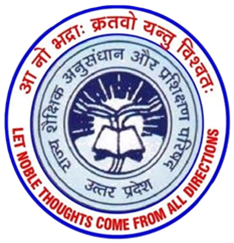 आ नो भद्राः क्रतवो यन्तु विश्वतः
राज्य शैक्षिक अनुसंधान और प्रशिक्षण परिषद
उत्तर प्रदेश
LET NOBLE THOUGHTS COME FROM ALL DIRECTIONS